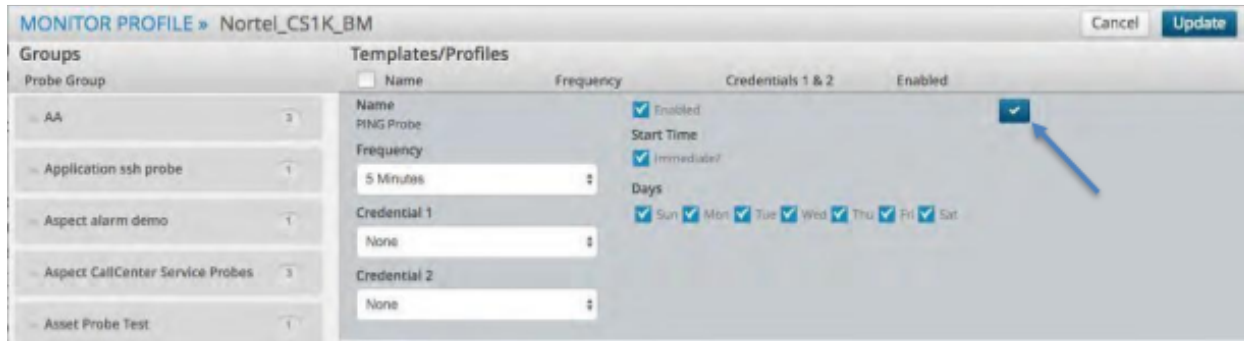 MONITOR PROFILE » Nortel_CS1K_BM
Cancel Update
Groups
Templates/Profiles
Probe Group
Name Frequency Credentials 1 & 2 Enabled
AA 3
Application ssh probe 1
Aspect alarm demo 1
Aspect CallCenter Service Probes 3
Asset Probe Test 1
Name
PING Probe
Frequency
5 Minutes
Credential 1
None
Credential 2
None
Enabled
Start Time
Immediate?
Days
Sun Mon Tue Wed Thu Fri Sat